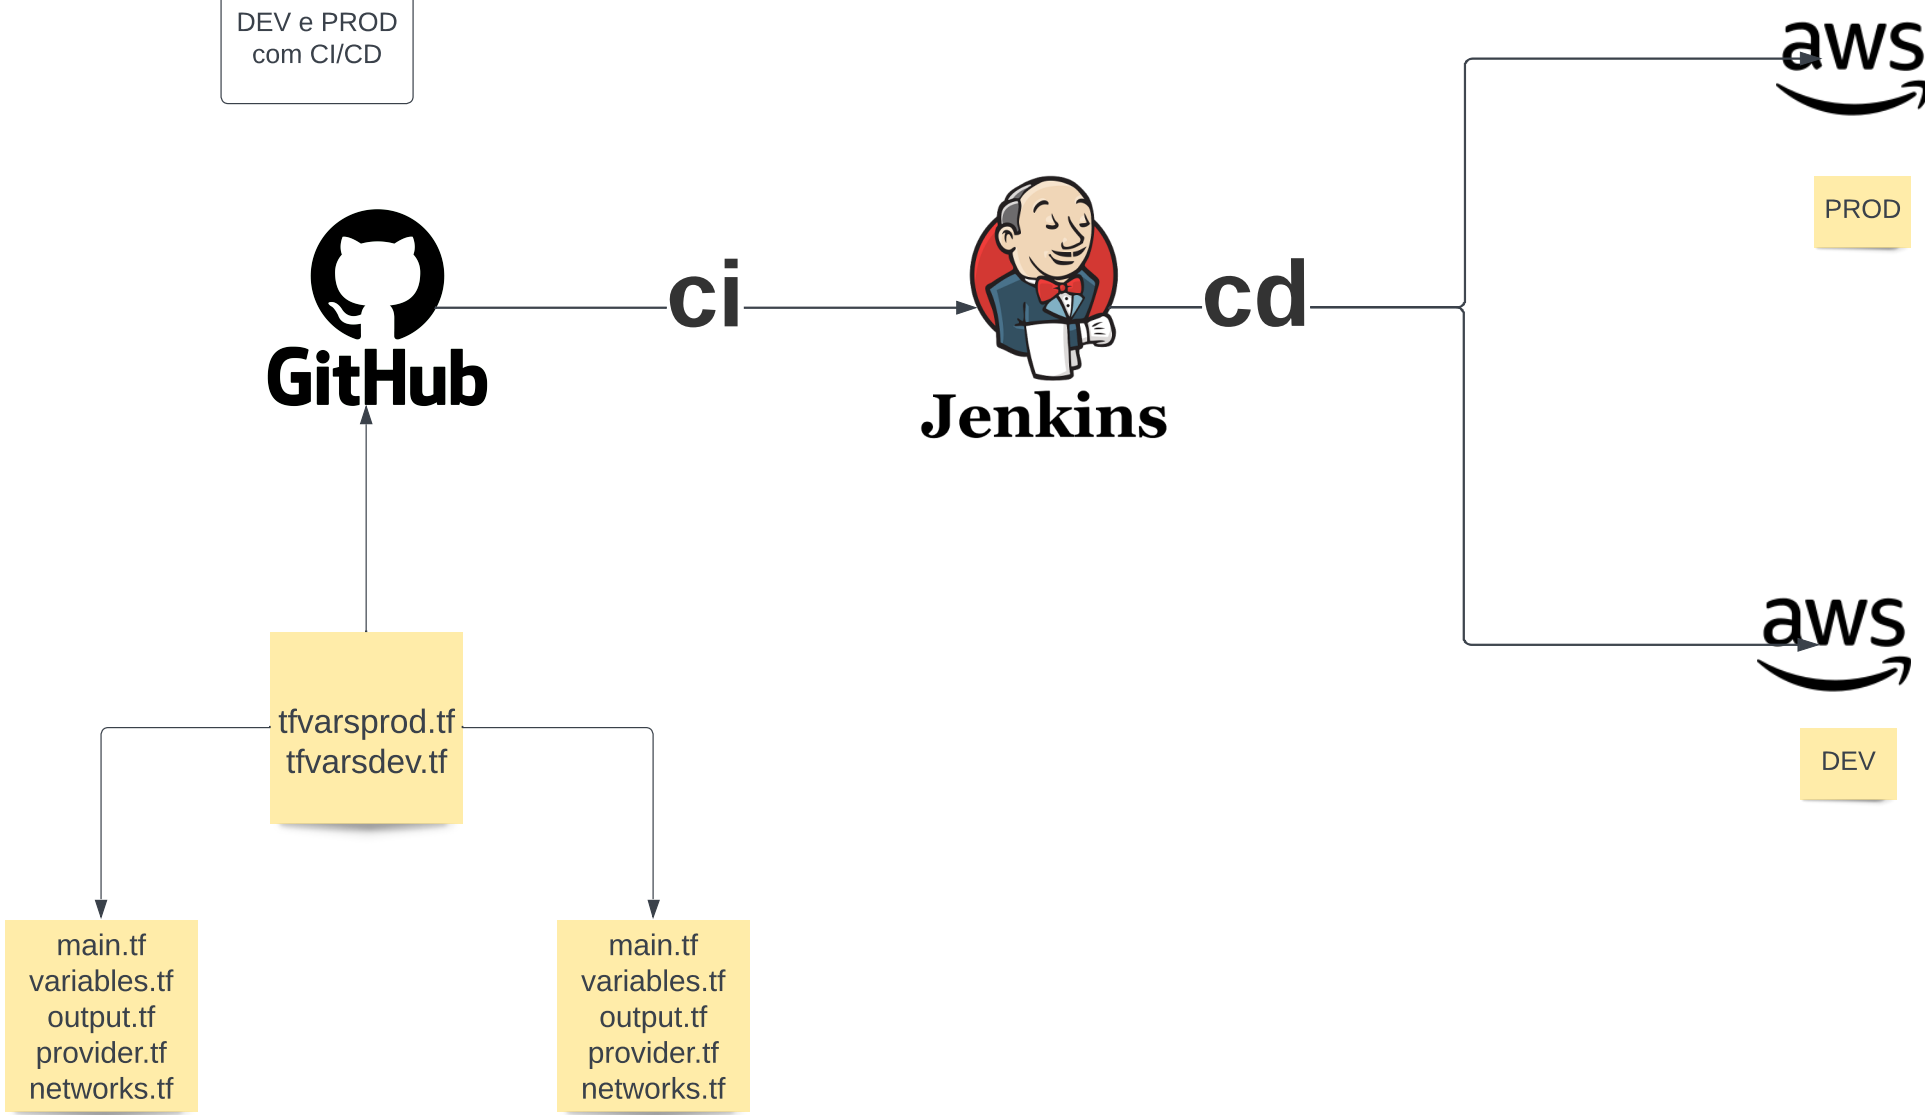 DEV e PROD
com CI/CD
aws
PROD
GitHub
ci
Jenkins
cd
tfvarsprod.tf
tfvarsdev.tf
aws
DEV
main.tf
variables.tf
output.tf
provider.tf
networks.tf
main.tf
variables.tf
output.tf
provider.tf
networks.tf